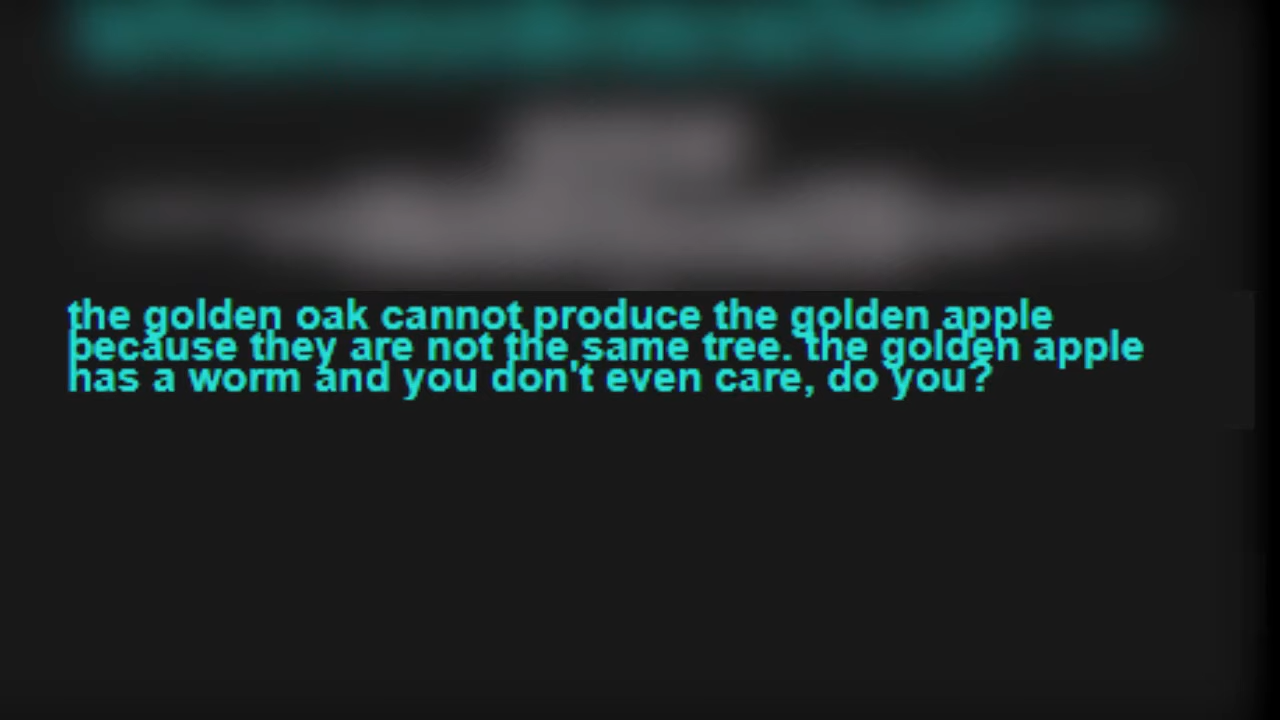 the golden oak cannot produce the golden apple
because they are not the same tree. the golden apple
has a worm and you don't even care, do you?